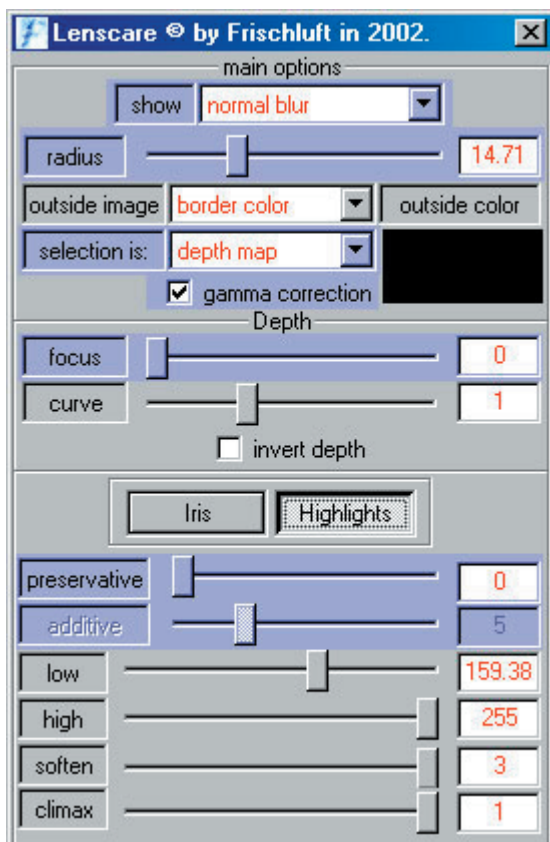 Lenscare © by Frischluft in 2002.
main options
show normal blur
radius 14.71
outside image border color outside color
selection is: depth map
gamma correction
Depth
focus 0
curve 1
invert depth
Iris Highlights
preservative 0
additive 5
low 159.38
high 255
soften 3
climax 1